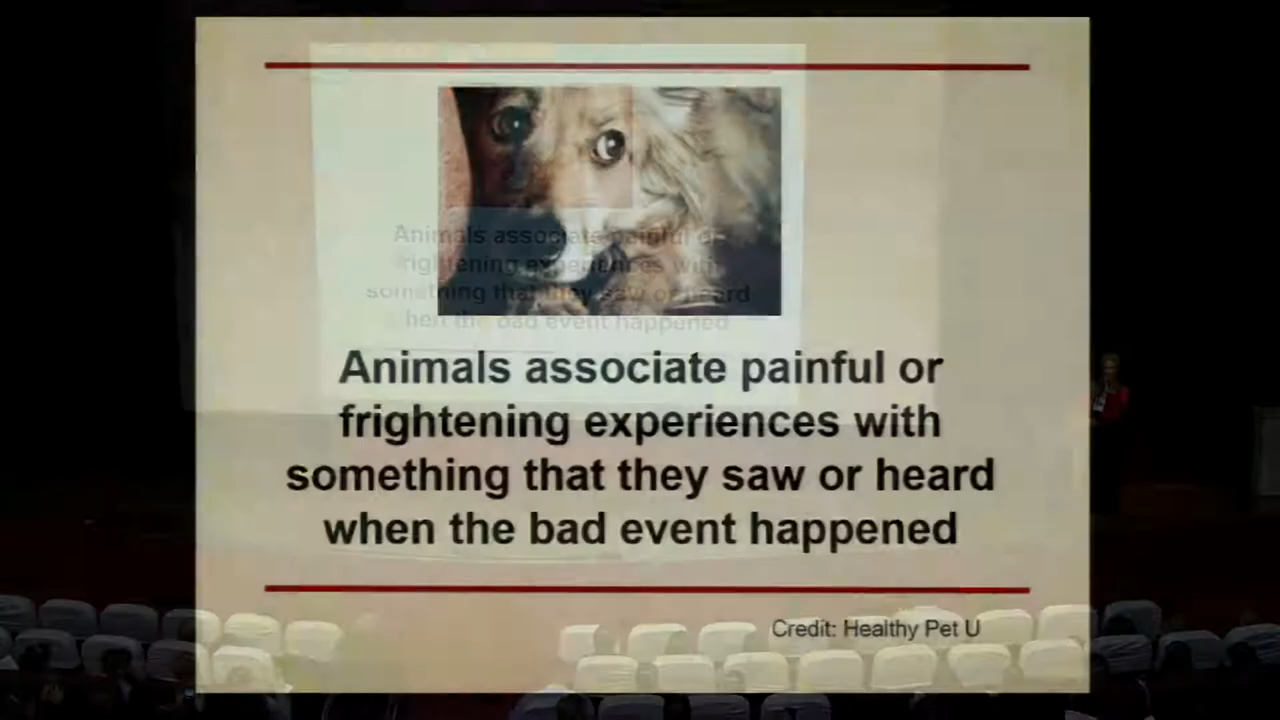 Animals associate painful or
frightening experiences with
something that they saw or heard
hen the bad event happened
Animals associate painful or
frightening experiences with
something that they saw or heard
when the bad event happened
Credit: Healthy Pet U